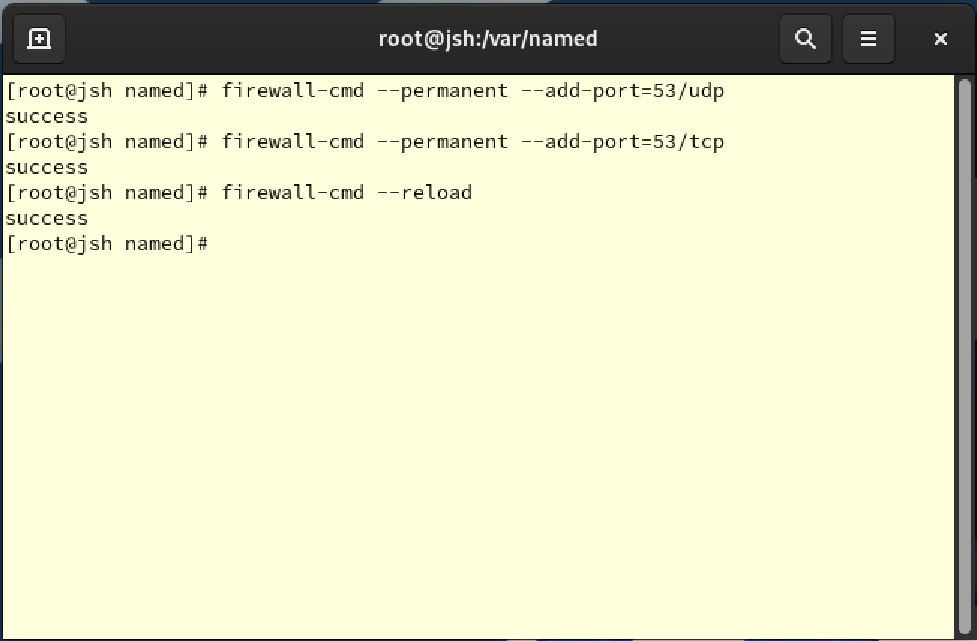 root@jsh:/var/named
[root@jsh named]# firewall-cmd --permanent --add-port=53/udp
success
[root@jsh named]# firewall-cmd --permanent --add-port=53/tcp
success
[root@jsh named]# firewall-cmd --reload
success
[root@jsh named]#